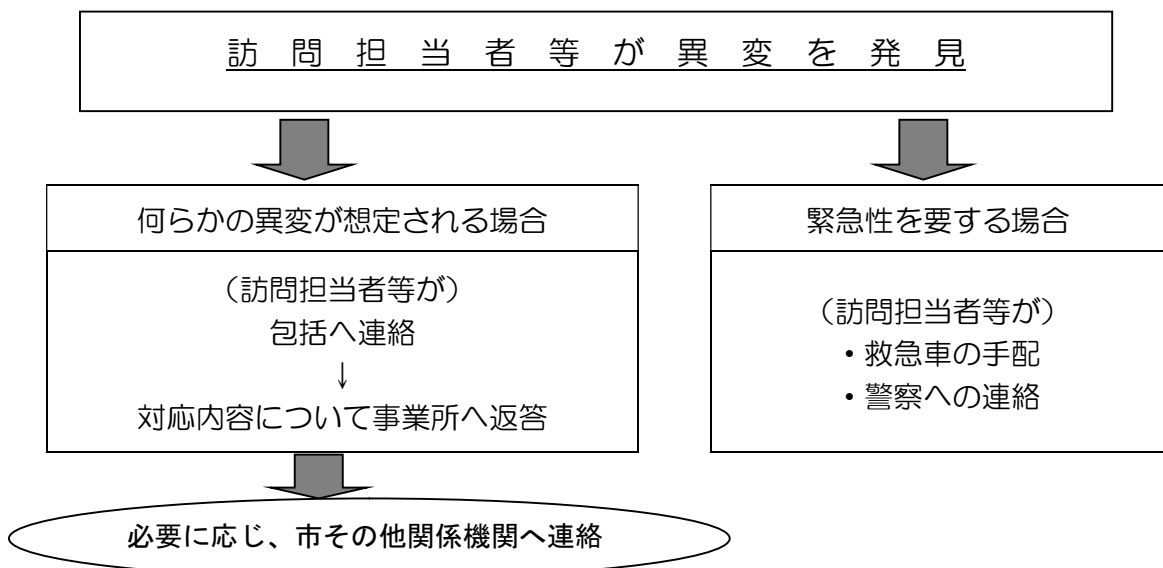 訪問担当者等が異変を発見
何らかの異変が想定される場合
（訪問担当者等が）
包括へ連絡
↓
対応内容について事業所へ返答
緊急性を要する場合
（訪問担当者等が）
・救急車の手配
・警察への連絡
必要に応じ、市その他関係機関へ連絡